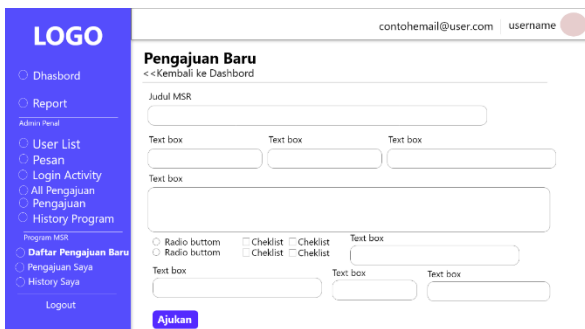 LOGO
contohemail@user.com username
Dhasbord
Report
Admin Penal
User List
Pesan
Login Activity
All Pengajuan
Pengajuan
History Program
Program MSR
Daftar Pengajuan Baru
Pengajuan Saya
History Saya
Logout
Pengajuan Baru
<<Kembali ke Dashbord
Judul MSR
Text box Text box Text box
Text box
Radio buttom Cheklist Cheklist Text box
Radio buttom Cheklist Cheklist
Text box Text box Text box
Ajukan